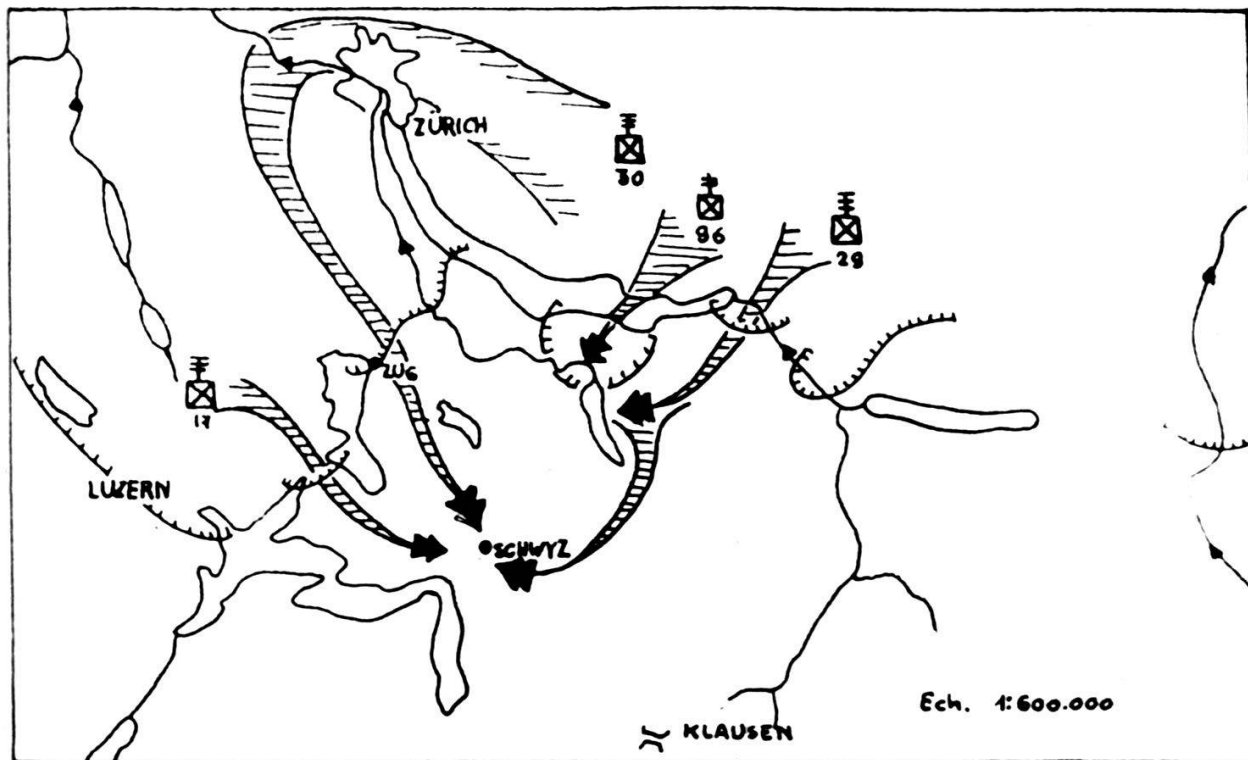 ZÜRICH
30
86
28
ZUG
17
LUZERN
SCHWYZ
Ech. 1:600.000
KLAUSEN